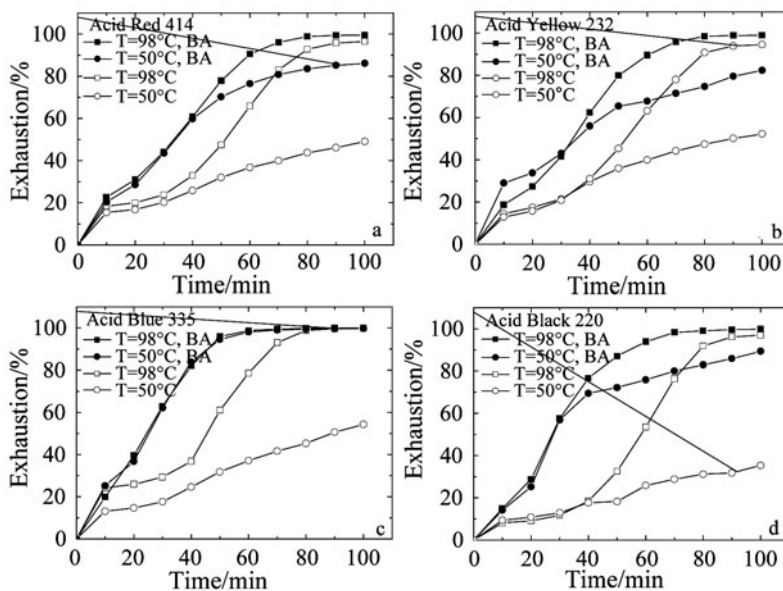 Acid Red 414
T=98°C, BA
T=50°C, BA
T=98°C
T=50°C
Exhaustion/%
100
80
60
40
20
0
0 20 40 60 80 100
Time/min
a
Acid Yellow 232
T=98°C, BA
T=50°C, BA
T=98°C
T=50°C
Exhaustion/%
100
80
60
40
20
0
0 20 40 60 80 100
Time/min
b
Acid Blue 335
T=98°C, BA
T=50°C, BA
T=98°C
T=50°C
Exhaustion/%
100
80
60
40
20
0
0 20 40 60 80 100
Time/min
c
Acid Black 220
T=98°C, BA
T=50°C, BA
T=98°C
T=50°C
Exhaustion/%
100
80
60
40
20
0
0 20 40 60 80 100
Time/min
d